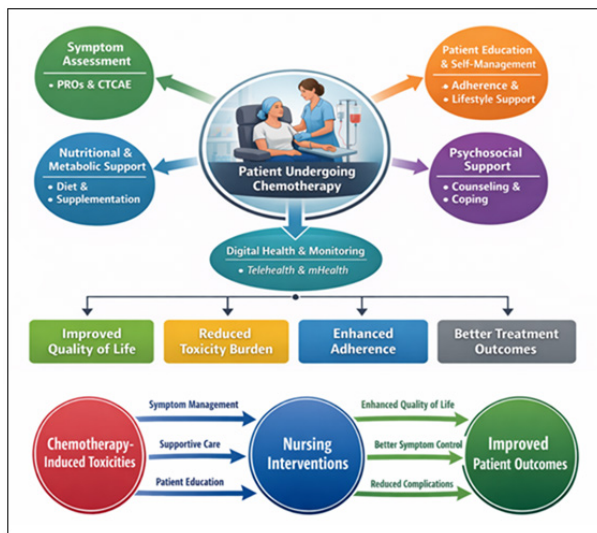 Symptom
Assessment
• PROs & CTCAE
Patient Education
& Self-Management
• Adherence &
• Lifestyle Support
Nutritional &
Metabolic Support
• Diet &
• Supplementation
Patient Undergoing
Chemotherapy
Psychosocial
Support
• Counseling &
• Coping
Digital Health & Monitoring
• Telehealth & mHealth
Improved
Quality of Life
Reduced
Toxicity Burden
Enhanced
Adherence
Better Treatment
Outcomes
Chemotherapy-
Induced Toxicities
Symptom Management
Supportive Care
Patient Education
Nursing
Interventions
Enhanced Quality of Life
Better Symptom Control
Reduced Complications
Improved
Patient Outcomes